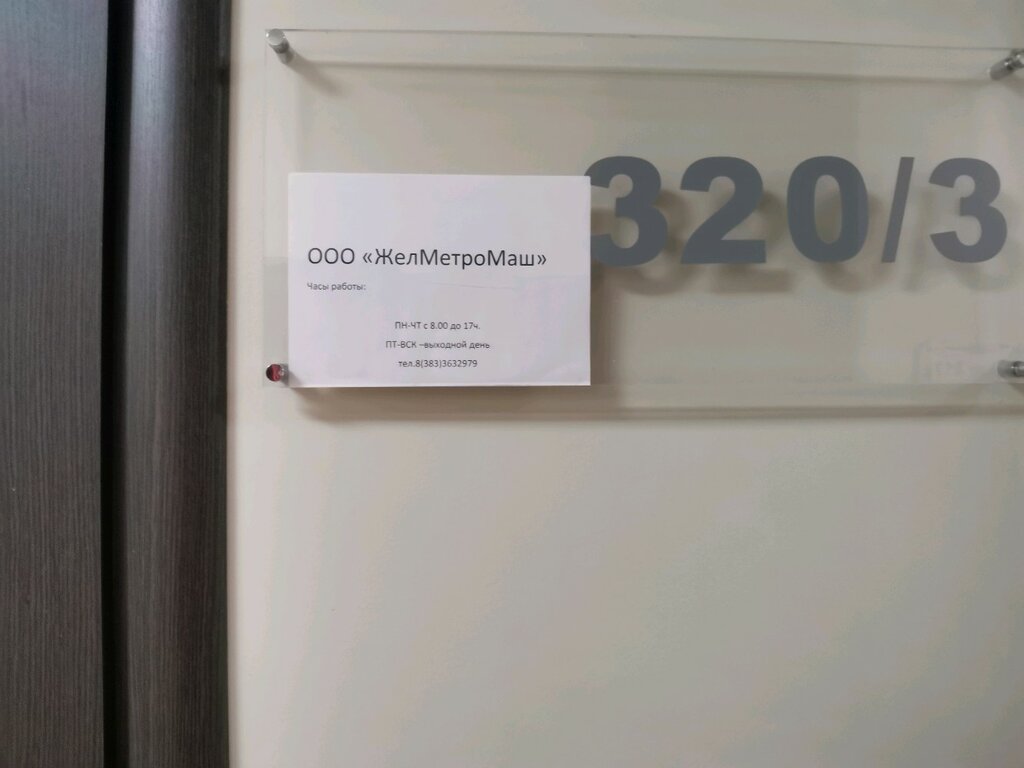 320/3
ООО «ЖелМетроМаш»
Часы работы:
ПН-ЧТ с 8.00 до 17ч.
ПТ-ВСК –выходной день
тел.8(383)3632979